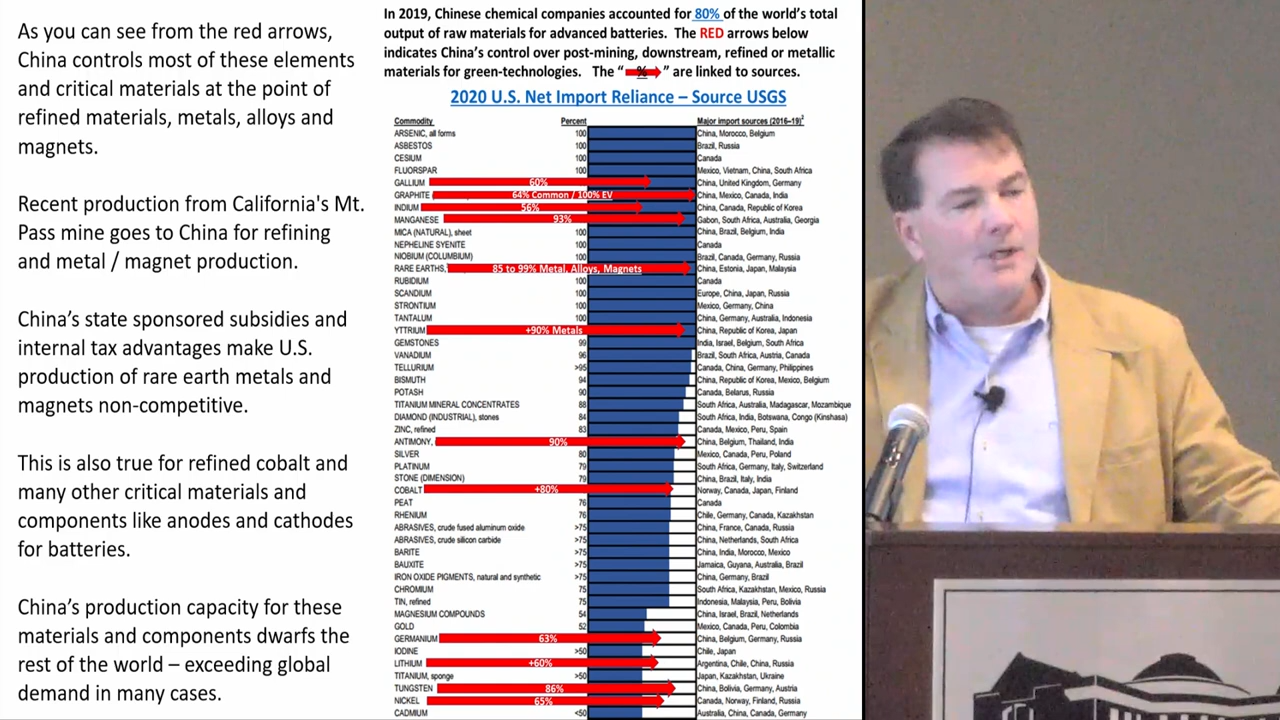 As you can see from the red arrows,
China controls most of these elements
and critical materials at the point of
refined materials, metals, alloys and
magnets.
Recent production from California's Mt.
Pass mine goes to China for refining
and metal / magnet production.
China's state sponsored subsidies and
internal tax advantages make U.S.
production of rare earth metals and
magnets non-competitive.
This is also true for refined cobalt and
many other critical materials and
components like anodes and cathodes
for batteries.
China's production capacity for these
materials and components dwarfs the
rest of the world – exceeding global
demand in many cases.
In 2019, Chinese chemical companies accounted for 80% of the world's total
output of raw materials for advanced batteries. The RED arrows below
indicates China's control over post-mining, downstream, refined or metallic
materials for green-technologies. The “ % ” are linked to sources.
2020 U.S. Net Import Reliance – Source USGS
Commodity Percent Major import sources (2016–19)²
ARSENIC, all forms 100 China, Morocco, Belgium
ASBESTOS 100 Brazil, Russia
CESIUM 100 Canada
FLUORSPAR 100 Mexico, Vietnam, China, South Africa
GALLIUM 60% China, United Kingdom, Germany
GRAPHITE 64% Common / 100% EV China, Mexico, Canada, India
INDIUM 56% China, Canada, Republic of Korea
MANGANESE 93% Gabon, South Africa, Australia, Georgia
MICA (NATURAL), sheet 100 China, Brazil, Belgium, India
NEPHELINE SYENITE 100 Canada
NIOBIUM (COLUMBIUM) 100 Brazil, Canada, Germany, Russia
RARE EARTHS, 85 to 99% Metal, Alloys, Magnets China, Estonia, Japan, Malaysia
RUBIDIUM 100 Canada
SCANDIUM 100 Europe, China, Japan, Russia
STRONTIUM 100 Mexico, Germany, China
TANTALUM 100 China, Germany, Australia, Indonesia
YTTRIUM +90% Metals China, Republic of Korea, Japan
GEMSTONES 99 India, Israel, Belgium, South Africa
VANADIUM 96 Brazil, South Africa, Austria, Canada
TELLURIUM >95 Canada, China, Germany, Philippines
BISMUTH 94 China, Republic of Korea, Mexico, Belgium
POTASH 90 Canada, Belarus, Russia
TITANIUM MINERAL CONCENTRATES 88 South Africa, Australia, Madagascar, Mozambique
DIAMOND (INDUSTRIAL), stones 84 South Africa, India, Botswana, Congo (Kinshasa)
ZINC, refined 83 Canada, Mexico, Peru, Spain
ANTIMONY, 90% China, Belgium, Thailand, India
SILVER 80 Mexico, Canada, Peru, Poland
PLATINUM 79 South Africa, Germany, Italy, Switzerland
STONE (DIMENSION) 79 China, Brazil, Italy, India
COBALT +80% Norway, Canada, Japan, Finland
PEAT 76 Canada
RHENIUM 76 Chile, Germany, Canada, Kazakhstan
ABRASIVES, crude fused aluminum oxide >75 China, France, Canada, Russia
ABRASIVES, crude silicon carbide >75 China, Netherlands, South Africa
BARITE >75 China, India, Morocco, Mexico
BAUXITE >75 Jamaica, Guyana, Australia, Brazil
IRON OXIDE PIGMENTS, natural and synthetic >75 China, Germany, Brazil
CHROMIUM 75 South Africa, Kazakhstan, Mexico, Russia
TIN, refined 75 Indonesia, Malaysia, Peru, Bolivia
MAGNESIUM COMPOUNDS 54 China, Israel, Brazil, Netherlands
GOLD 52 Mexico, Canada, Peru, Colombia
GERMANIUM 63% China, Belgium, Germany, Russia
IODINE >50 Chile, Japan
LITHIUM +60% Argentina, Chile, China, Russia
TITANIUM, sponge >50 Japan, Kazakhstan, Ukraine
TUNGSTEN 86% China, Bolivia, Germany, Austria
NICKEL 65% Canada, Norway, Finland, Russia
CADMIUM <50 Australia, China, Canada, Germany